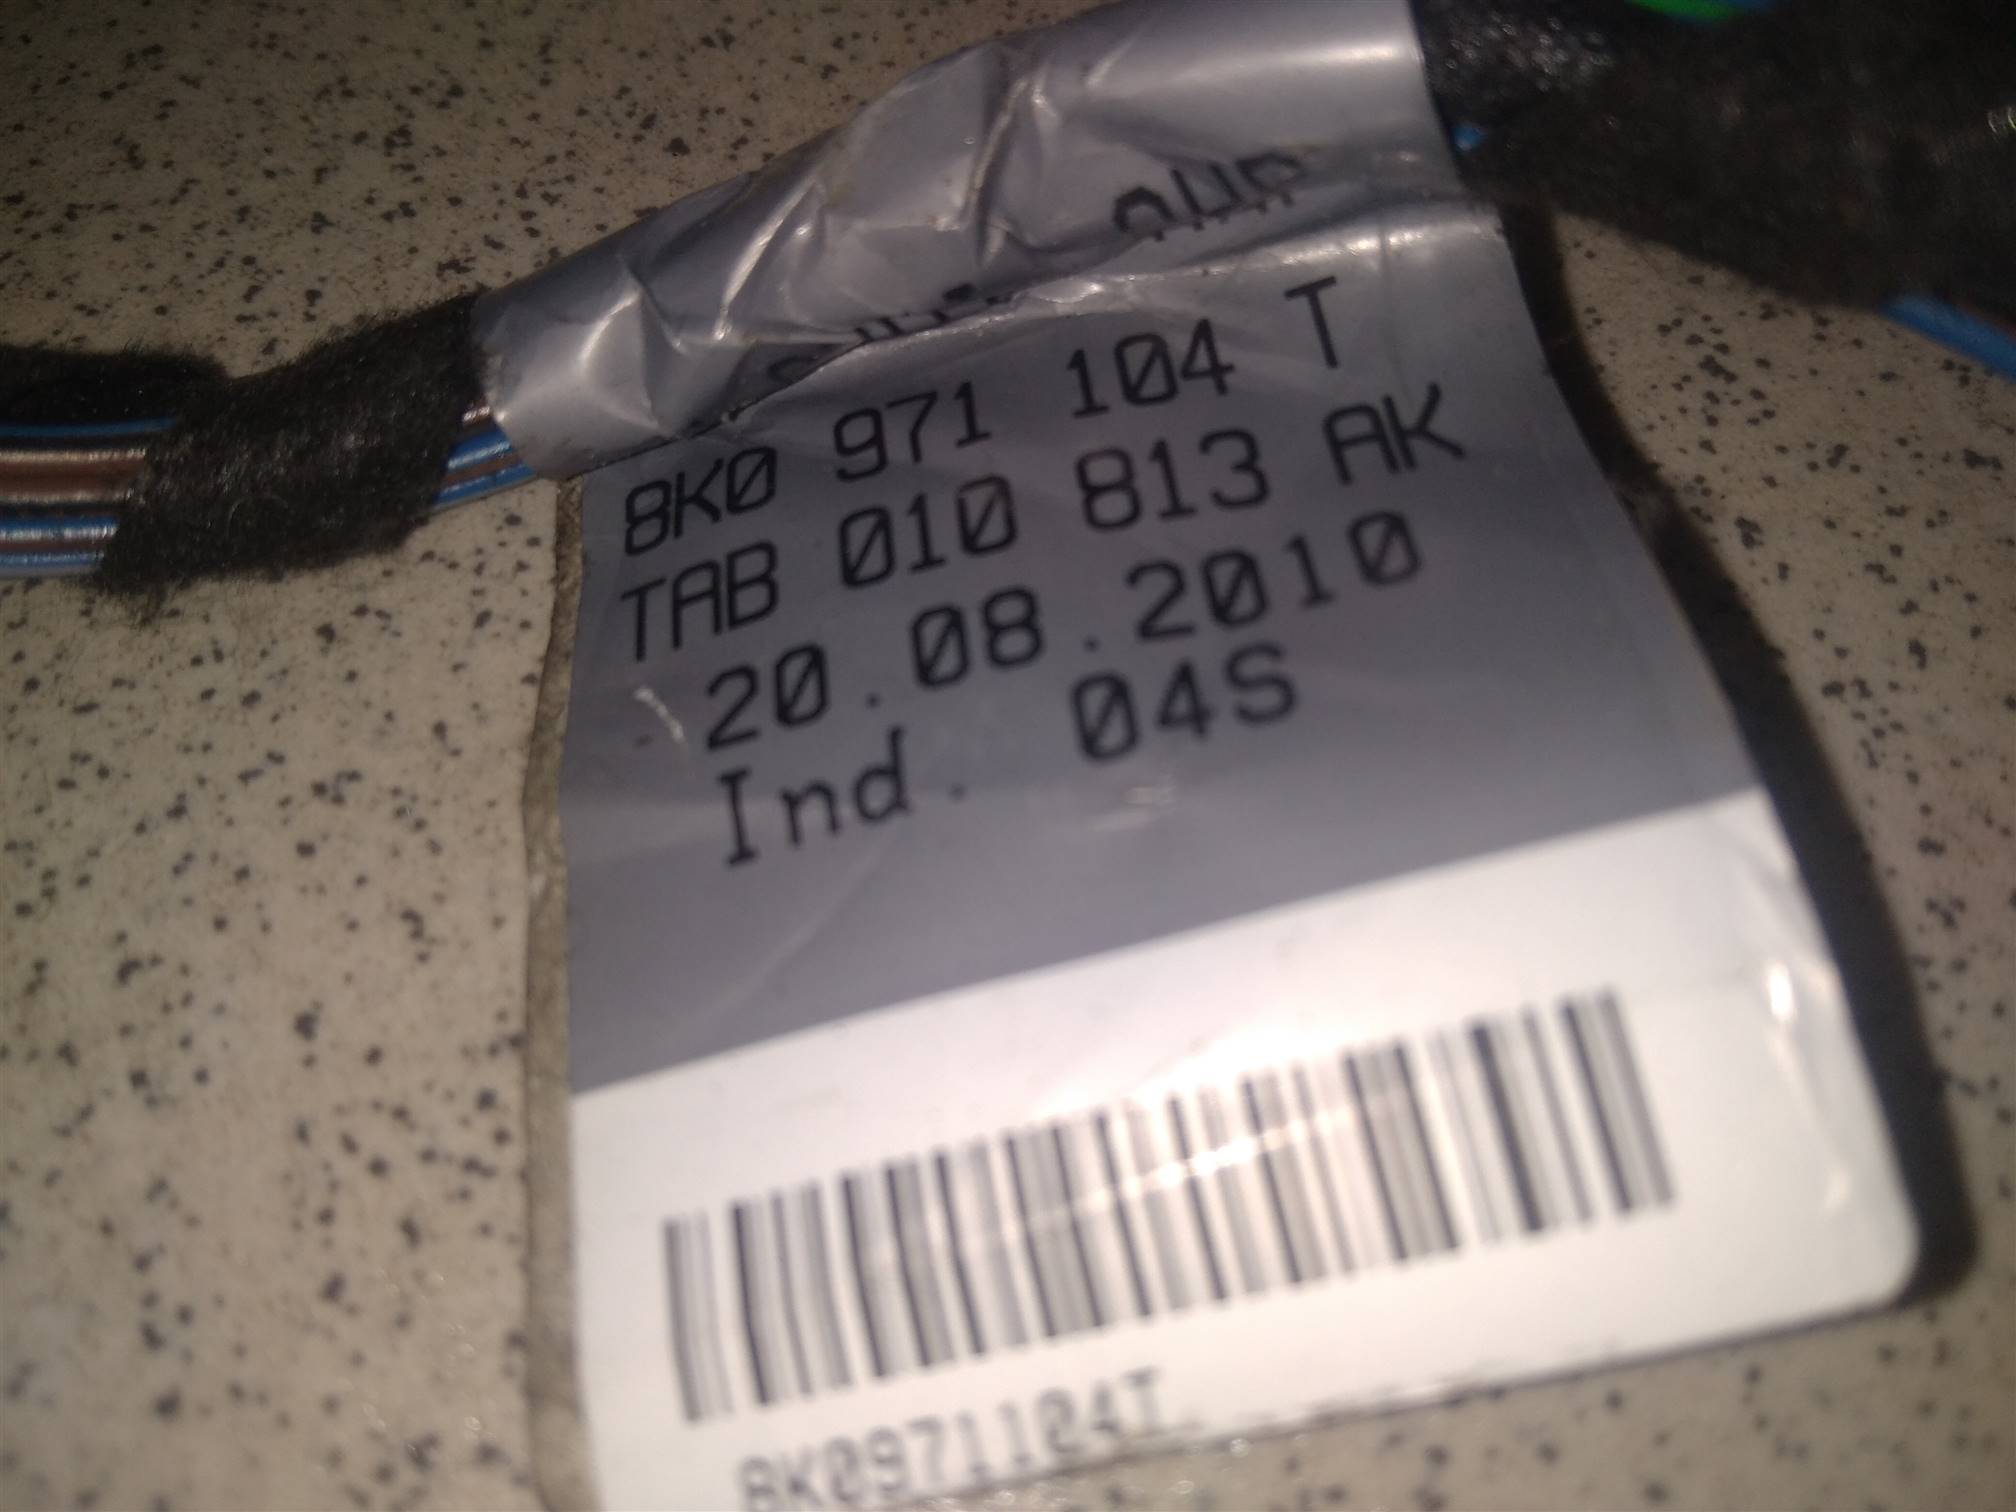 8K0 971 104 T
TAB 010 813 AK
20.08.2010
Ind. 04S
8K0971104T